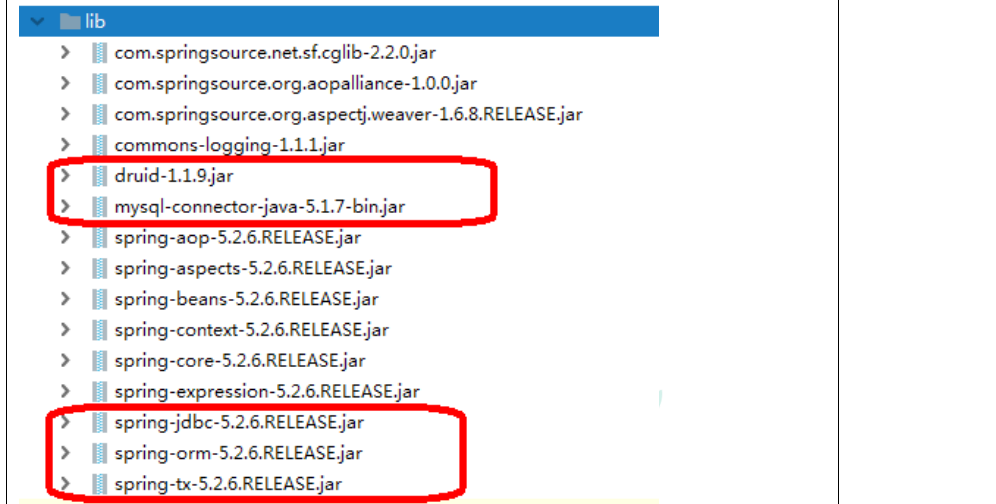 lib
com.springsource.net.sf.cglib-2.2.0.jar
com.springsource.org.aopalliance-1.0.0.jar
com.springsource.org.aspectj.weaver-1.6.8.RELEASE.jar
commons-logging-1.1.1.jar
druid-1.1.9.jar
mysql-connector-java-5.1.7-bin.jar
spring-aop-5.2.6.RELEASE.jar
spring-aspects-5.2.6.RELEASE.jar
spring-beans-5.2.6.RELEASE.jar
spring-context-5.2.6.RELEASE.jar
spring-core-5.2.6.RELEASE.jar
spring-expression-5.2.6.RELEASE.jar
spring-jdbc-5.2.6.RELEASE.jar
spring-orm-5.2.6.RELEASE.jar
spring-tx-5.2.6.RELEASE.jar